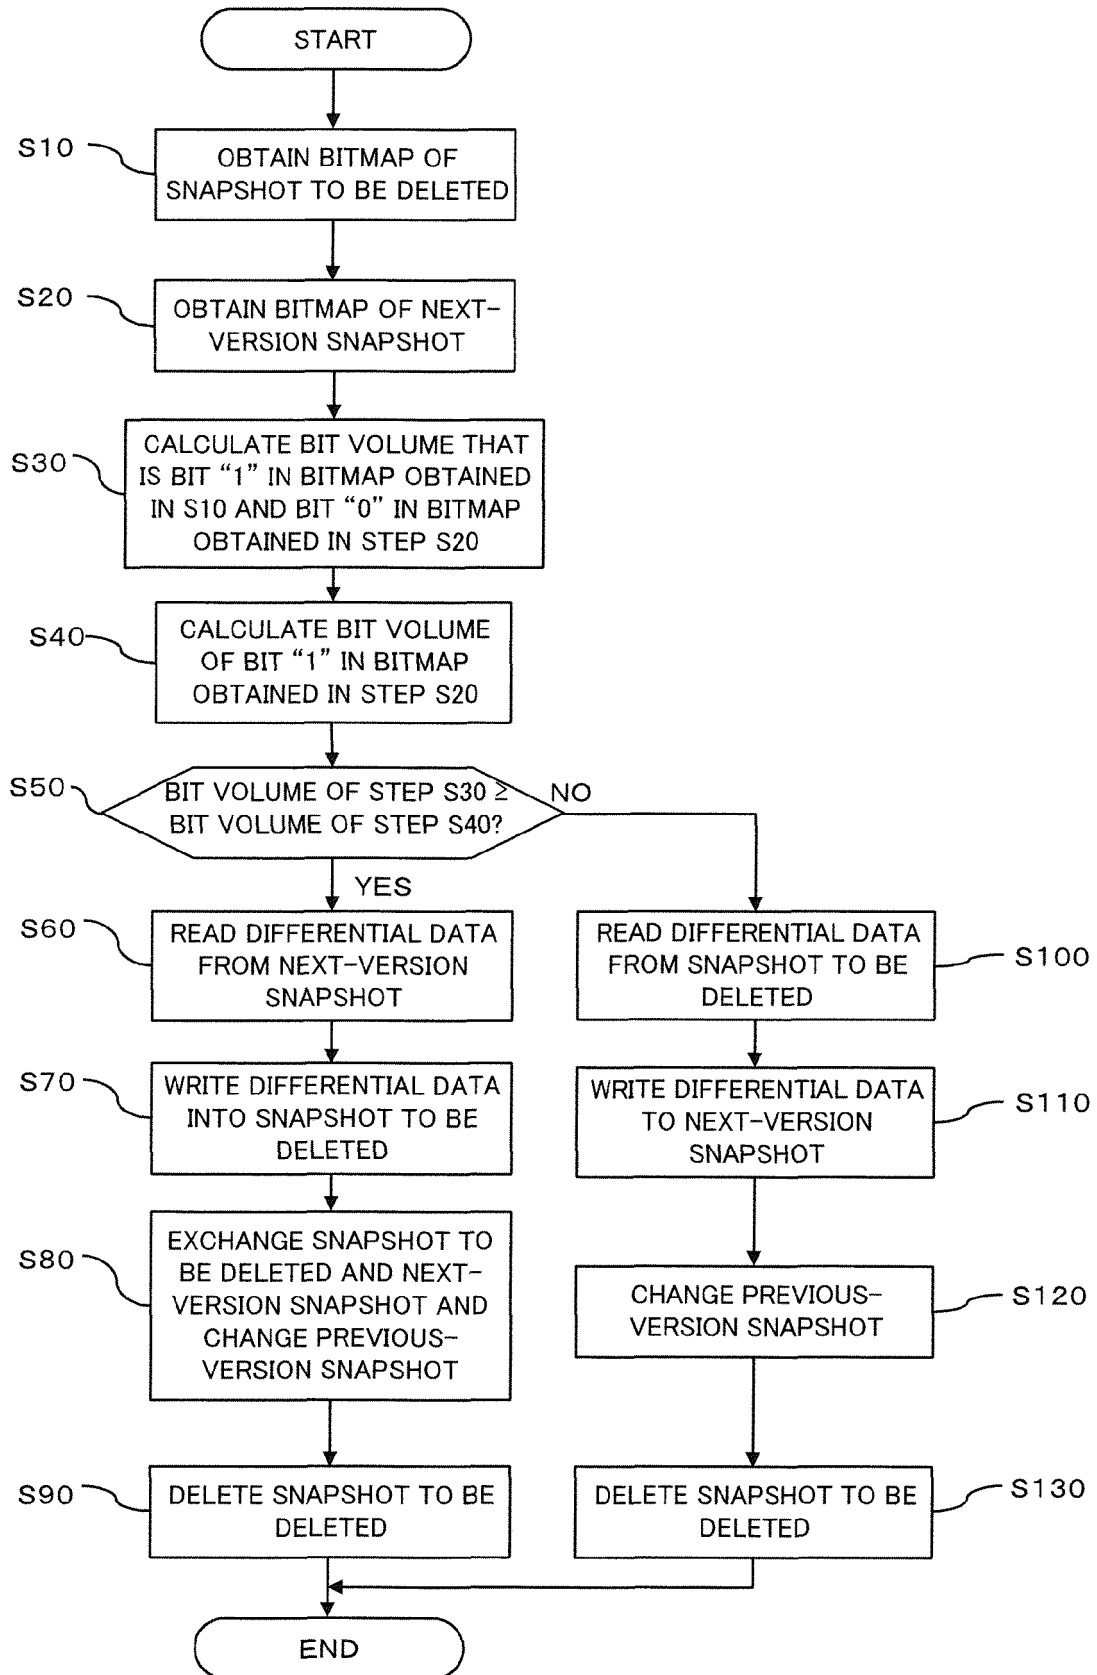 START
S10
OBTAIN BITMAP OF
SNAPSHOT TO BE DELETED
S20
OBTAIN BITMAP OF NEXT-
VERSION SNAPSHOT
S30
CALCULATE BIT VOLUME THAT
IS BIT “1” IN BITMAP OBTAINED
IN S10 AND BIT “0” IN BITMAP
OBTAINED IN STEP S20
S40
CALCULATE BIT VOLUME
OF BIT “1” IN BITMAP
OBTAINED IN STEP S20
S50
BIT VOLUME OF STEP S30 ≥
BIT VOLUME OF STEP S40?
NO
YES
S60
READ DIFFERENTIAL DATA
FROM NEXT-VERSION
SNAPSHOT
S70
WRITE DIFFERENTIAL DATA
INTO SNAPSHOT TO BE
DELETED
S80
EXCHANGE SNAPSHOT TO
BE DELETED AND NEXT-
VERSION SNAPSHOT AND
CHANGE PREVIOUS-
VERSION SNAPSHOT
S90
DELETE SNAPSHOT TO BE
DELETED
READ DIFFERENTIAL DATA
FROM SNAPSHOT TO BE
DELETED
S100
WRITE DIFFERENTIAL DATA
TO NEXT-VERSION
SNAPSHOT
S110
CHANGE PREVIOUS-
VERSION SNAPSHOT
S120
DELETE SNAPSHOT TO BE
DELETED
S130
END